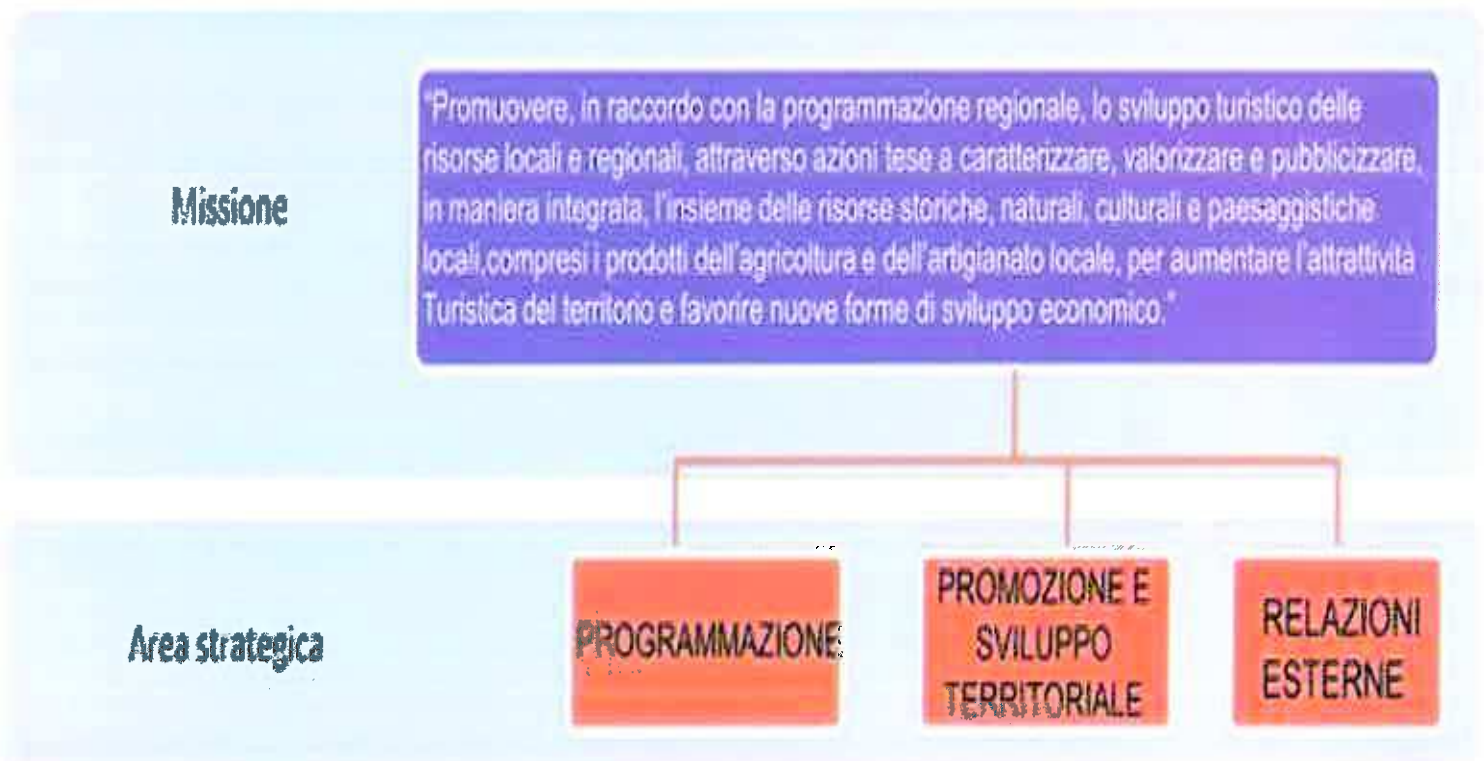 Missione
"Promuovere, in raccordo con la programmazione regionale, lo sviluppo turistico delle
risorse locali e regionali, attraverso azioni tese a caratterizzare, valorizzare e pubblicizzare,
in maniera integrata, l'insieme delle risorse storiche, naturali, culturali e paesaggistiche
locali,compresi i prodotti dell'agricoltura e dell'artigianato locale, per aumentare l'attrattività
Turistica del territorio e favorire nuove forme di sviluppo economico."
Area strategica
PROGRAMMAZIONE
PROMOZIONE E
SVILUPPO
TERRITORIALE
RELAZIONI
ESTERNE